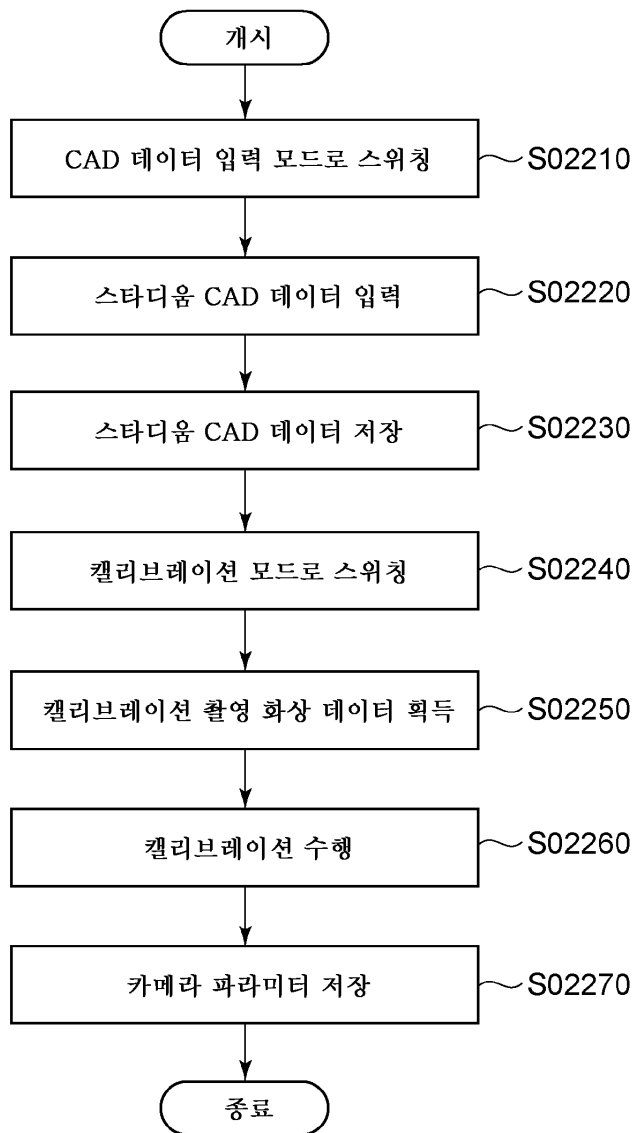 개시
CAD 데이터 입력 모드로 스위칭 S02210
스타디움 CAD 데이터 입력 S02220
스타디움 CAD 데이터 저장 S02230
캘리브레이션 모드로 스위칭 S02240
캘리브레이션 촬영 화상 데이터 획득 S02250
캘리브레이션 수행 S02260
카메라 파라미터 저장 S02270
종료